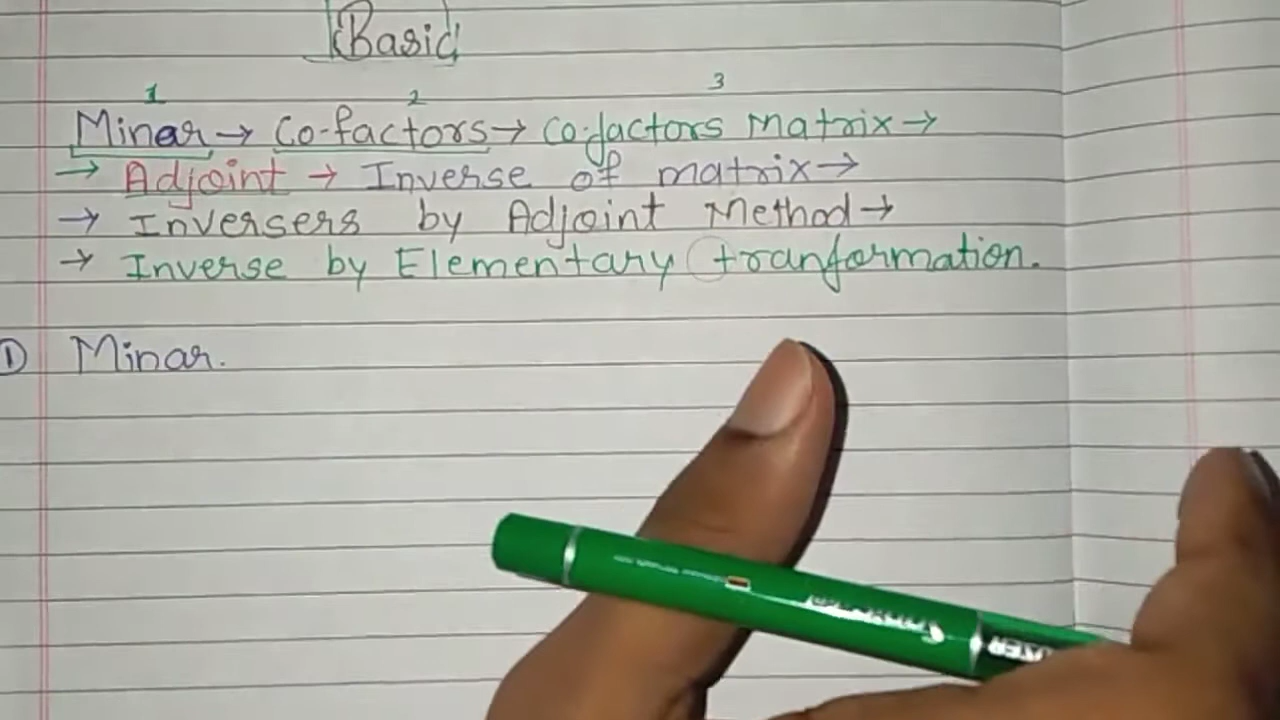 Basic
1 2 3
Minar → Co-factors → Co-factors Matrix →
→ Adjoint → Inverse of matrix →
→ Inversers by Adjoint Method →
→ Inverse by Elementary tranformation.
① Minar.